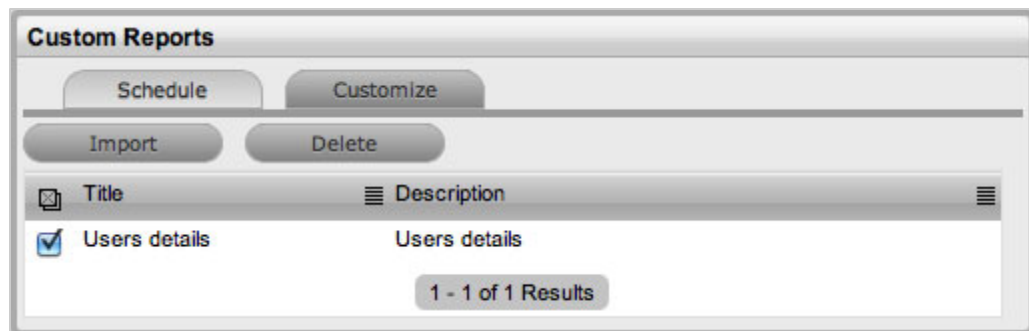 Custom Reports
Schedule Customize
Import Delete
Title Description
Users details Users details
1 - 1 of 1 Results